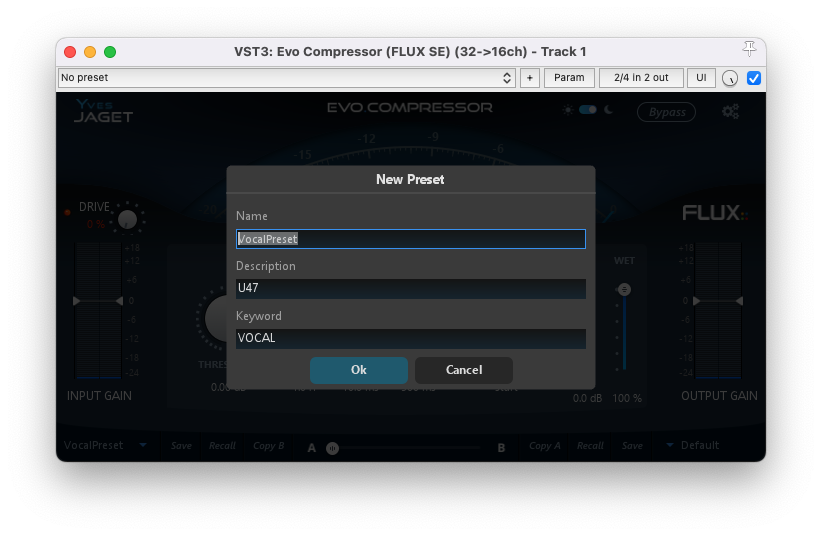 VST3: Evo Compressor (FLUX SE) (32->16ch) - Track 1
No preset + Param 2/4 in 2 out UI
Yves
JAGET EVO COMPRESSOR Bypass
-15 -12 -9 -6
New Preset
Name
VocalPreset
Description
U47
Keyword
VOCAL
Ok Cancel
DRIVE
FLUX::
WET
+16 +18
+12 +12
+6 +6
0 0
-6 -6
-12 -12
-18 -18
-24 -24
INPUT GAIN 0.0 dB 100 % OUTPUT GAIN
VocalPreset Save Recall Copy B A B Copy A Recall Save Default